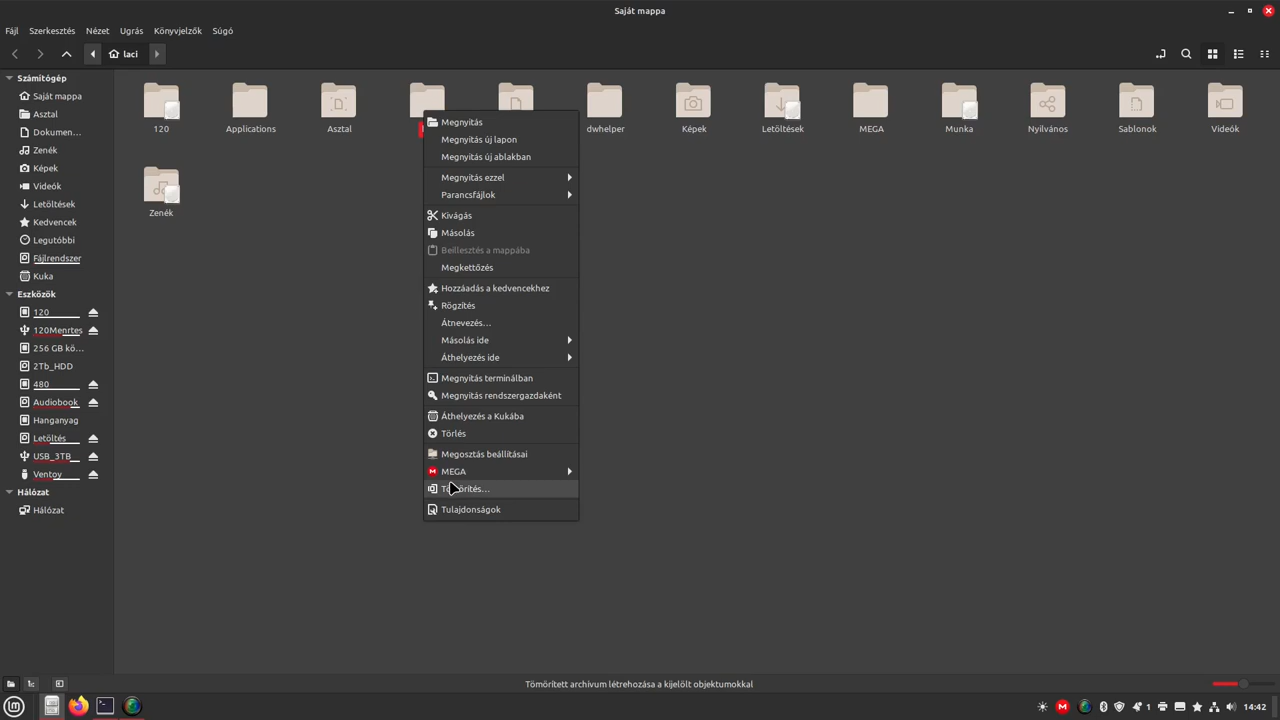 Saját mappa
Fájl Szerkesztés Nézet Ugrás Könyvjelzők Súgó
laci
Számítógép
Saját mappa
Asztal
Dokumen...
Zenék
Képek
Videók
Letöltések
Kedvencek
Legutóbbi
Fájlrendszer
Kuka
Eszközök
120
120Menrtes
256 GB kö...
2Tb_HDD
480
Audiobook
Hanganyag
Letöltés
USB_3TB
Ventoy
Hálózat
Hálózat
120 Applications Asztal dwhelper Képek Letöltések MEGA Munka Nyilvános Sablonok Videók
Zenék
Megnyitás
Megnyitás új lapon
Megnyitás új ablakban
Megnyitás ezzel
Parancsfájlok
Kivágás
Másolás
Beillesztés a mappába
Megkettőzés
Hozzáadás a kedvencekhez
Rögzítés
Átnevezés...
Másolás ide
Áthelyezés ide
Megnyitás terminálban
Megnyitás rendszergazdaként
Áthelyezés a Kukába
Törlés
Megosztás beállításai
MEGA
Tömörítés...
Tulajdonságok
Tömörített archívum létrehozása a kijelölt objektumokkal
1 14:42